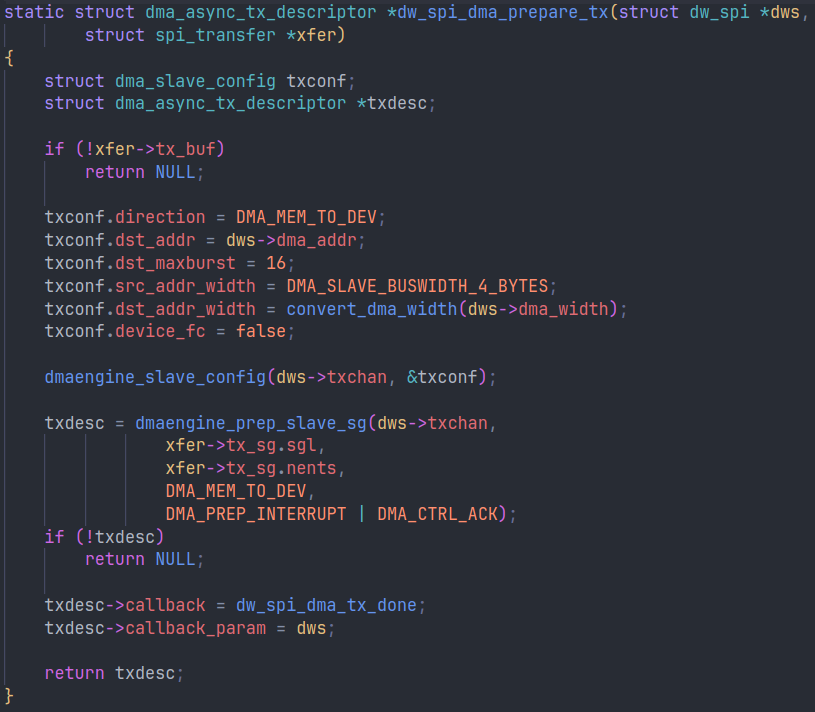 static struct dma_async_tx_descriptor *dw_spi_dma_prepare_tx(struct dw_spi *dws,
        struct spi_transfer *xfer)
{
    struct dma_slave_config txconf;
    struct dma_async_tx_descriptor *txdesc;

    if (!xfer->tx_buf)
        return NULL;

    txconf.direction = DMA_MEM_TO_DEV;
    txconf.dst_addr = dws->dma_addr;
    txconf.dst_maxburst = 16;
    txconf.src_addr_width = DMA_SLAVE_BUSWIDTH_4_BYTES;
    txconf.dst_addr_width = convert_dma_width(dws->dma_width);
    txconf.device_fc = false;

    dmaengine_slave_config(dws->txchan, &txconf);

    txdesc = dmaengine_prep_slave_sg(dws->txchan,
                xfer->tx_sg.sgl,
                xfer->tx_sg.nents,
                DMA_MEM_TO_DEV,
                DMA_PREP_INTERRUPT | DMA_CTRL_ACK);
    if (!txdesc)
        return NULL;

    txdesc->callback = dw_spi_dma_tx_done;
    txdesc->callback_param = dws;

    return txdesc;
}